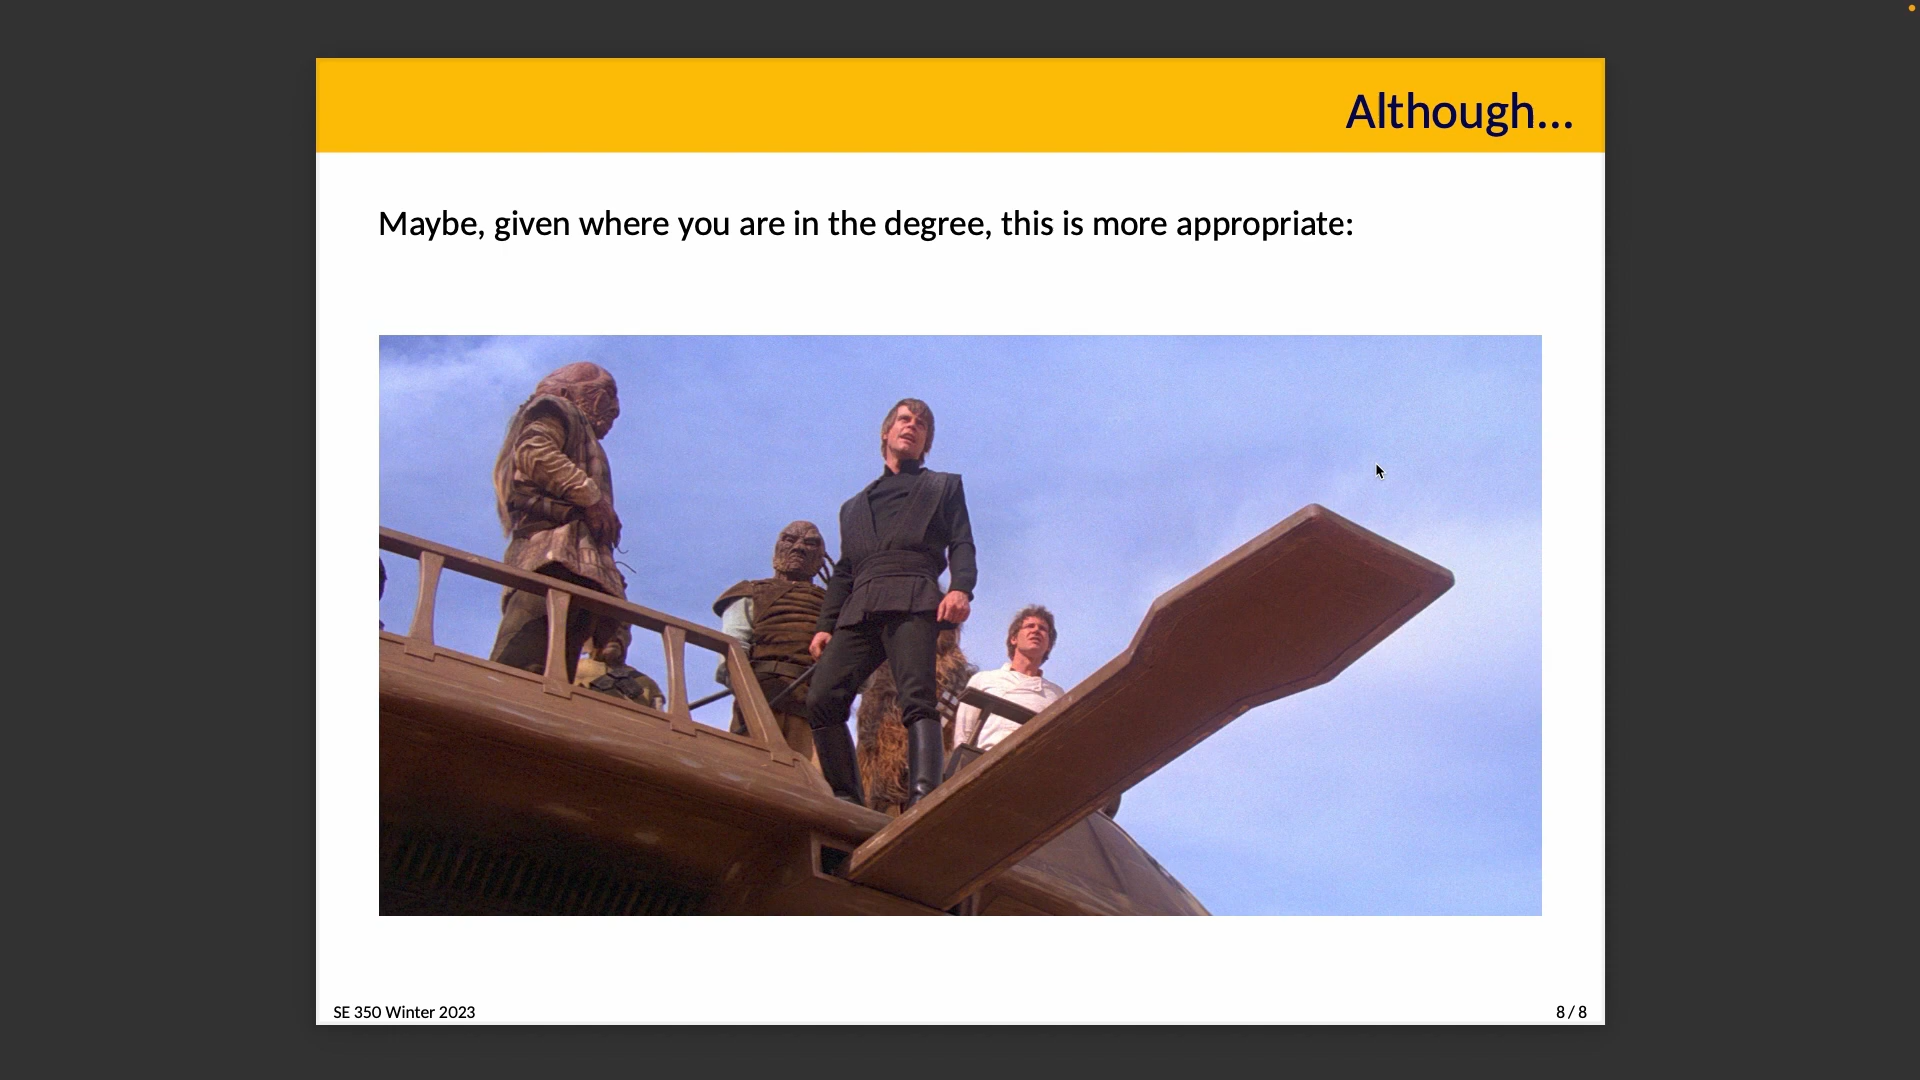 Although...
Maybe, given where you are in the degree, this is more appropriate:
SE 350 Winter 2023
8 / 8